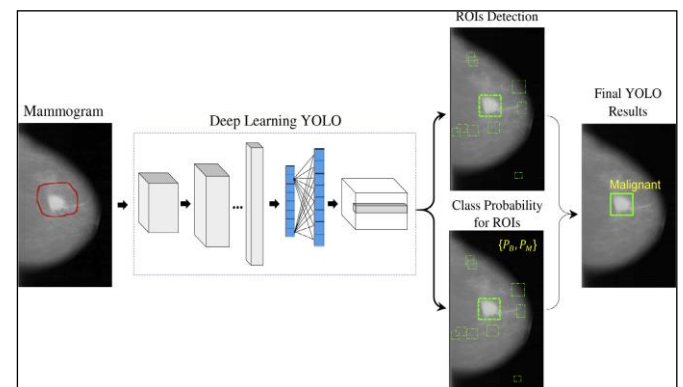 Mammogram
Deep Learning YOLO
...
ROIs Detection
Class Probability
for ROIs
{P_B, P_M}
Final YOLO
Results
Malignant